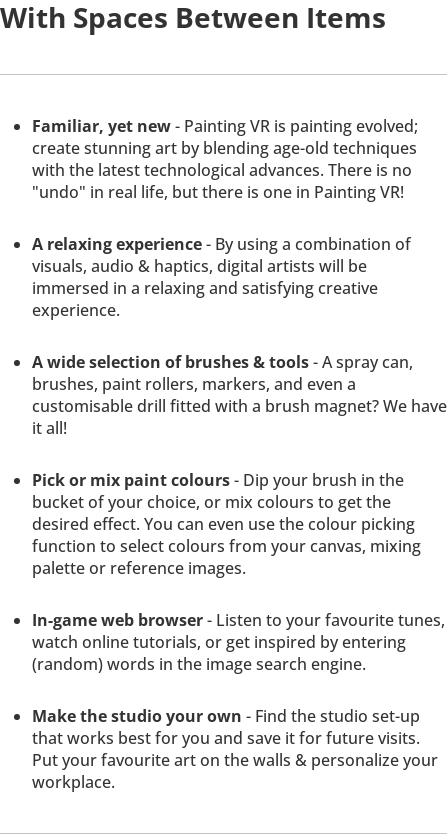 With Spaces Between Items
• Familiar, yet new - Painting VR is painting evolved;
create stunning art by blending age-old techniques
with the latest technological advances. There is no
"undo" in real life, but there is one in Painting VR!
• A relaxing experience - By using a combination of
visuals, audio & haptics, digital artists will be
immersed in a relaxing and satisfying creative
experience.
• A wide selection of brushes & tools - A spray can,
brushes, paint rollers, markers, and even a
customisable drill fitted with a brush magnet? We have
it all!
• Pick or mix paint colours - Dip your brush in the
bucket of your choice, or mix colours to get the
desired effect. You can even use the colour picking
function to select colours from your canvas, mixing
palette or reference images.
• In-game web browser - Listen to your favourite tunes,
watch online tutorials, or get inspired by entering
(random) words in the image search engine.
• Make the studio your own - Find the studio set-up
that works best for you and save it for future visits.
Put your favourite art on the walls & personalize your
workplace.